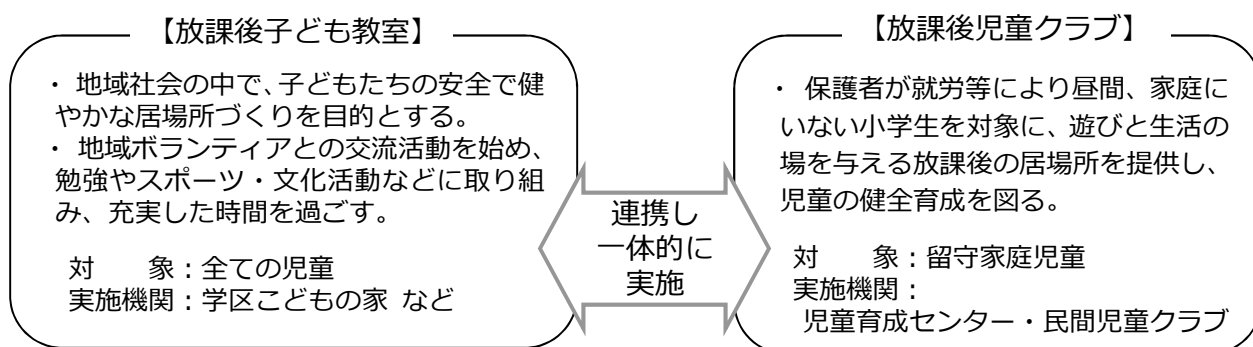 【放課後子ども教室】
・ 地域社会の中で、子どもたちの安全で健
やかな居場所づくりを目的とする。
・ 地域ボランティアとの交流活動を始め、
勉強やスポーツ・文化活動などに取り組
み、充実した時間を過ごす。
対　　象：全ての児童
実施機関：学区こどもの家 など
連携し
一体的に
実施
【放課後児童クラブ】
・ 保護者が就労等により昼間、家庭に
いない小学生を対象に、遊びと生活の
場を与える放課後の居場所を提供し、
児童の健全育成を図る。
対　　象：留守家庭児童
実施機関：
児童育成センター・民間児童クラブ